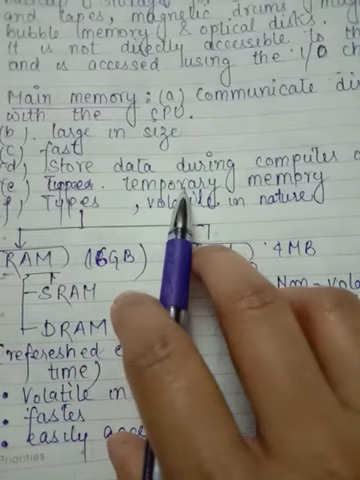 and tapes, magnetic drums,
bubble memory & optical disks.
It is not directly accessible to th
and is accessed using the I/O ch
Main memory: (a) communicate di
with the CPU.
(b). large in size
(c). fast
d). store data during computer
(e). temporary memory
f). Types , volatile in nature
RAM) (16GB) 4MB
SRAM
DRAM
Non-vola
[refereshed e
time)
• Volatile in
• faster
• easily acce
Priorities